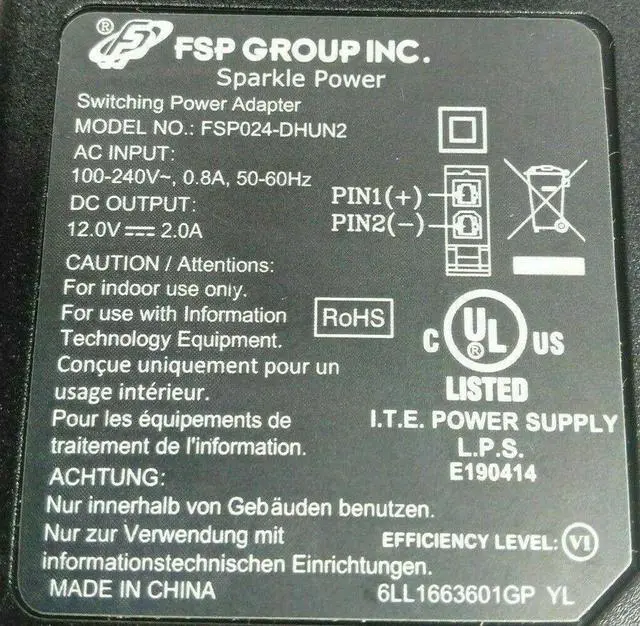 ® FSP GROUP INC.
Sparkle Power
Switching Power Adapter
MODEL NO.: FSP024-DHUN2
AC INPUT:
100-240V~, 0.8A, 50-60Hz
DC OUTPUT:
12.0V⎓ 2.0A
PIN1(+)
PIN2(−)
CAUTION / Attentions:
For indoor use only.
For use with Information
Technology Equipment.
RoHS
Conçue uniquement pour un
usage intérieur.
Pour les équipements de
traitement de l'information.
C UL ® US
LISTED
I.T.E. POWER SUPPLY
L.P.S.
E190414
ACHTUNG:
Nur innerhalb von Gebäuden benutzen.
Nur zur Verwendung mit
informationstechnischen Einrichtungen.
EFFICIENCY LEVEL: VI
MADE IN CHINA
6LL1663601GP YL